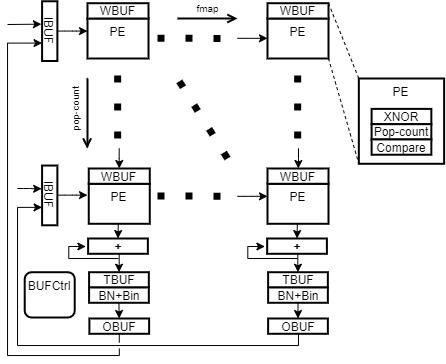 IBUF
WBUF
PE
fmap
WBUF
PE
pop-count
PE
XNOR
Pop-count
Compare
IBUF
WBUF
PE
WBUF
PE
+
+
BUFCtrl
TBUF
BN+Bin
TBUF
BN+Bin
OBUF
OBUF